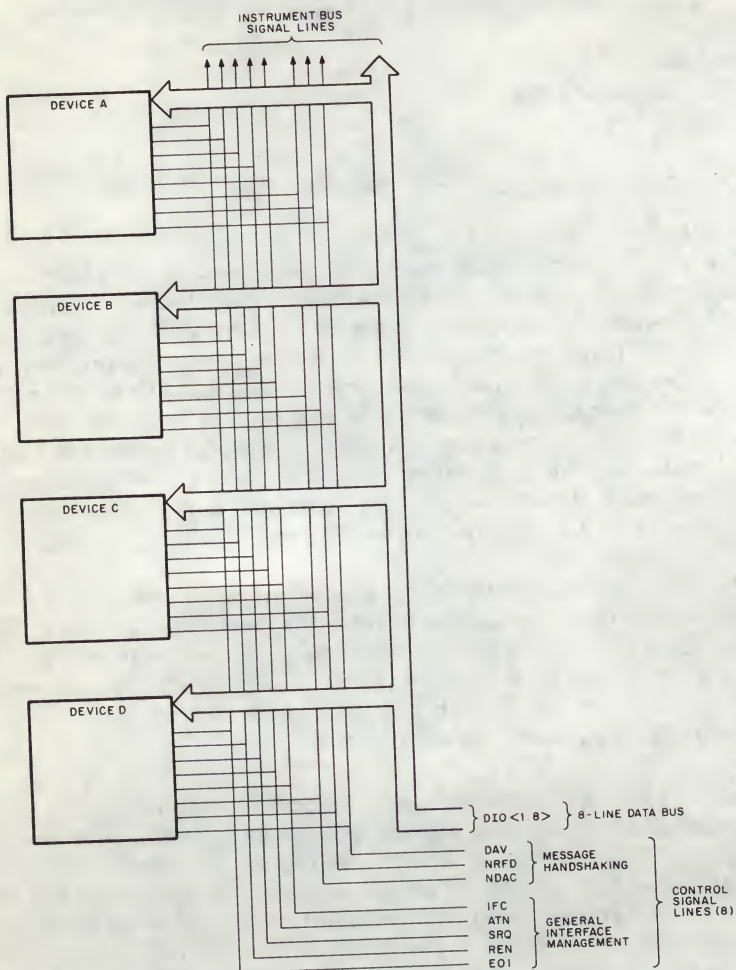 INSTRUMENT BUS
SIGNAL LINES
DEVICE A
DEVICE B
DEVICE C
DEVICE D
DIO <1:8> 8-LINE DATA BUS
DAV
NRFD
NDAC
MESSAGE
HANDSHAKING
IFC
ATN
SRQ
REN
EOI
GENERAL
INTERFACE
MANAGEMENT
CONTROL
SIGNAL
LINES (8)